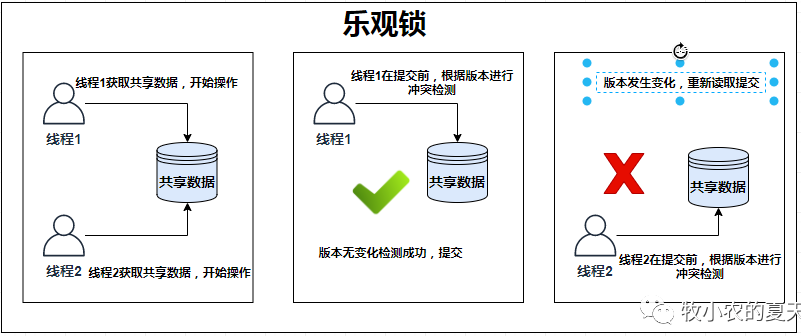 乐观锁
线程1获取共享数据，开始操作
线程1
共享数据
线程2
线程2获取共享数据，开始操作
线程1在提交前，根据版本进行
冲突检测
线程1
共享数据
版本无变化检测成功，提交
版本发生变化，重新读取提交
共享数据
线程2
线程2在提交前，根据版本进行
冲突检测
牧小农的夏天